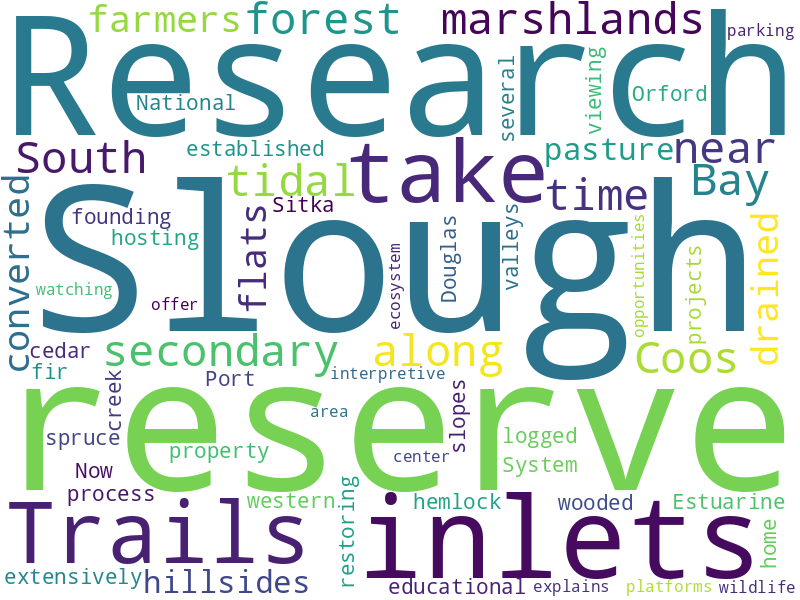 farmers
forest
marshlands
parking
Research
National
several
viewing
Orford
South
established
take
pasture
near
tidal
time
Bay
converted
founding
Sitka
hosting
flats
Slough
Douglas
valleys
opportunities
projects
drained
watching
offer
ecosystem
cedar
secondary
along
Coos
fir
creek
Port
interpretive
reserve
area
slopes
spruce
property
center
logged
System
Now
process
western
restoring
hemlock
wooded
Estuarine
home
Trails
inlets
extensively
hillsides
educational
explains
platforms
wildlife